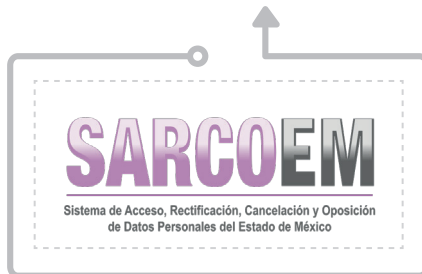 SARCOEM
Sistema de Acceso, Rectificación, Cancelación y Oposición
de Datos Personales del Estado de México